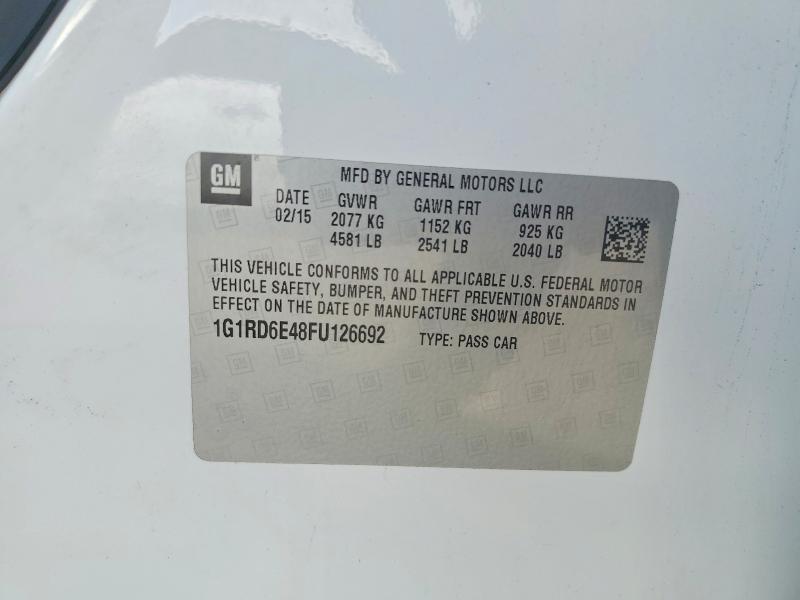 GM
MFD BY GENERAL MOTORS LLC
DATE GVWR GAWR FRT GAWR RR
02/15 2077 KG 1152 KG 925 KG
4581 LB 2541 LB 2040 LB
THIS VEHICLE CONFORMS TO ALL APPLICABLE U.S. FEDERAL MOTOR
VEHICLE SAFETY, BUMPER, AND THEFT PREVENTION STANDARDS IN
EFFECT ON THE DATE OF MANUFACTURE SHOWN ABOVE.
1G1RD6E48FU126692 TYPE: PASS CAR